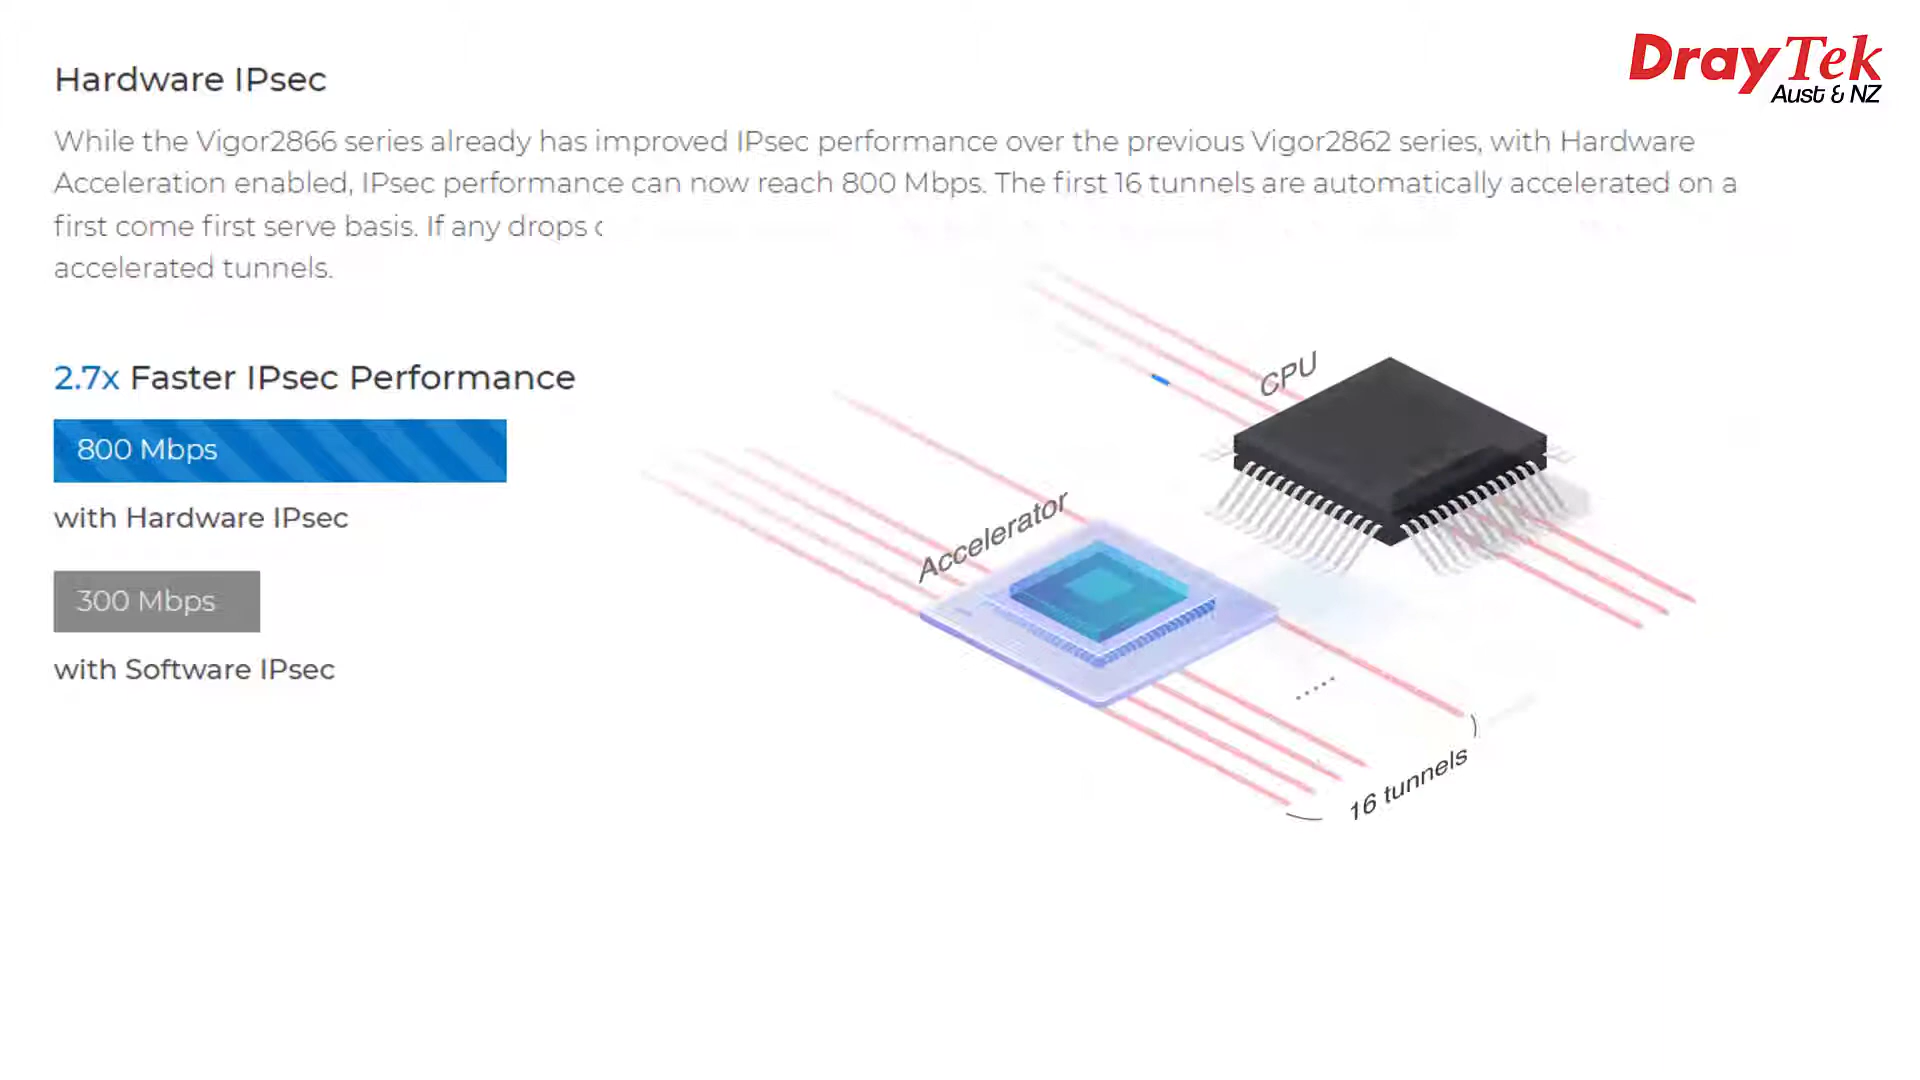 DrayTek
Aust & NZ
Hardware IPsec
While the Vigor2866 series already has improved IPsec performance over the previous Vigor2862 series, with Hardware
Acceleration enabled, IPsec performance can now reach 800 Mbps. The first 16 tunnels are automatically accelerated on a
first come first serve basis. If any drops
accelerated tunnels.
2.7x Faster IPsec Performance
800 Mbps
with Hardware IPsec
300 Mbps
with Software IPsec
CPU
Accelerator
.....
16 tunnels